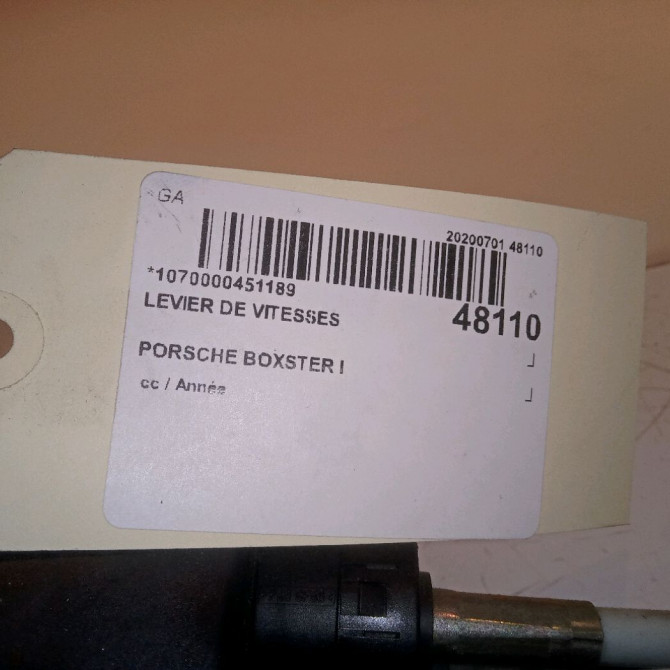 GA
20200701 48110
*1070000451189
48110
LEVIER DE VITESSES
PORSCHE BOXSTER I
cc / Année